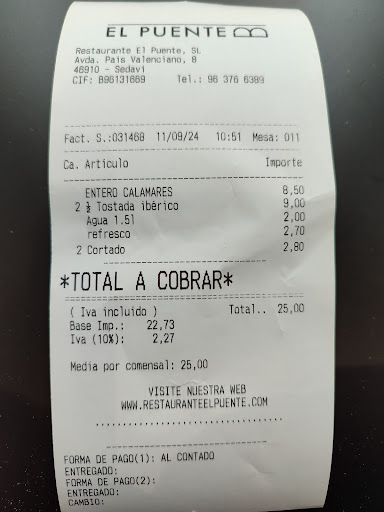 EL PUENTE
Restaurante El Puente, SL
Avda. Pais Valenciano, 8
46910 - Sedavi
CIF: B96131669 Tel.: 96 376 6389
Fact. S.:031468 11/09/24 10:51 Mesa: 011
Ca. Articulo Importe
ENTERO CALAMARES 8,50
2 ½ Tostada ibérico 9,00
Agua 1.5l 2,00
refresco 2,70
2 Cortado 2,80
*TOTAL A COBRAR*
( Iva incluido ) Total.. 25,00
Base Imp.: 22,73
Iva (10%): 2,27
Media por comensal: 25,00
VISITE NUESTRA WEB
WWW.RESTAURANTEELPUENTE.COM
FORMA DE PAGO(1): AL CONTADO
ENTREGADO:
FORMA DE PAGO(2):
ENTREGADO:
CAMBIO: